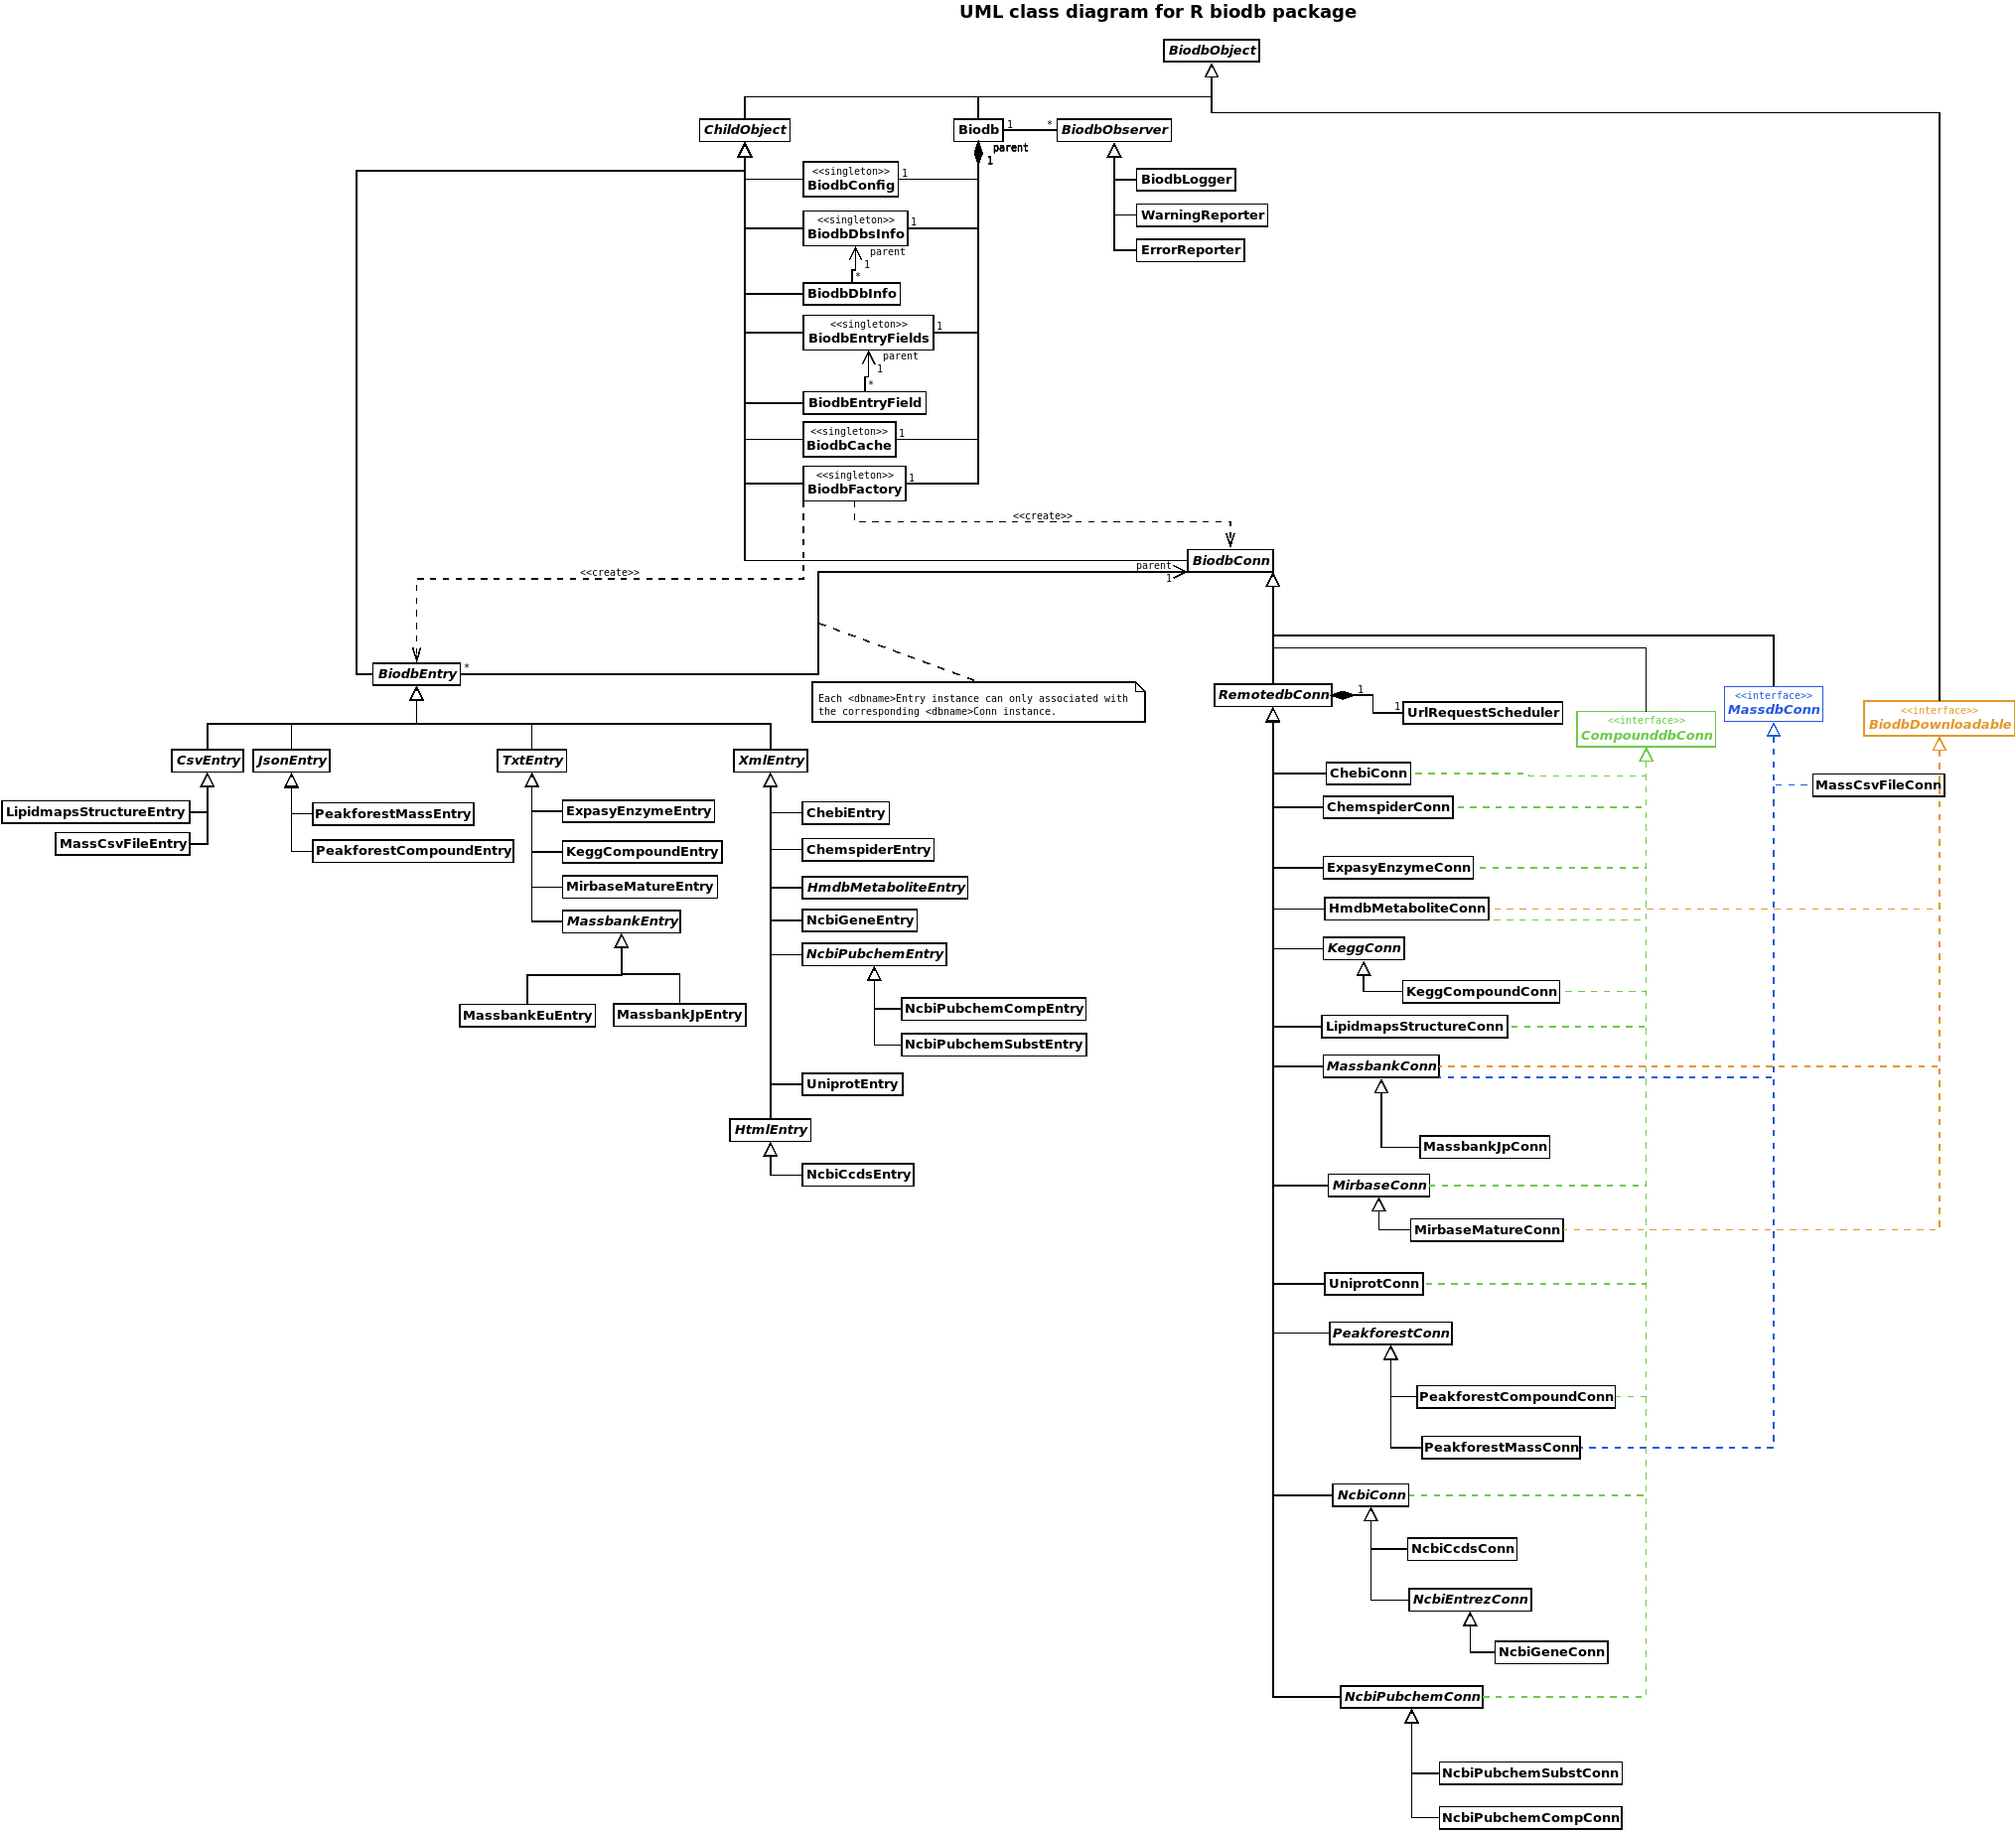 UML class diagram for R biodb package
BiodbObject
ChildObject
Biodb
1
*
BiodbObserver
parent
1
<<singleton>>
BiodbConfig
1
BiodbLogger
<<singleton>>
BiodbDbsInfo
1
WarningReporter
ErrorReporter
parent
1
*
BiodbDbInfo
<<singleton>>
BiodbEntryFields
1
parent
1
*
BiodbEntryField
<<singleton>>
BiodbCache
1
<<singleton>>
BiodbFactory
1
<<create>>
BiodbConn
parent
1
<<create>>
BiodbEntry
*
Each <dbname>Entry instance can only associated with
the corresponding <dbname>Conn instance.
RemotedbConn
1
1
UrlRequestScheduler
<<interface>>
CompounddbConn
<<interface>>
MassdbConn
<<interface>>
BiodbDownloadable
CsvEntry
JsonEntry
TxtEntry
XmlEntry
LipidmapsStructureEntry
MassCsvFileEntry
PeakforestMassEntry
PeakforestCompoundEntry
ExpasyEnzymeEntry
KeggCompoundEntry
MirbaseMatureEntry
MassbankEntry
MassbankEuEntry
MassbankJpEntry
ChebiEntry
ChemspiderEntry
HmdbMetaboliteEntry
NcbiGeneEntry
NcbiPubchemEntry
NcbiPubchemCompEntry
NcbiPubchemSubstEntry
UniprotEntry
HtmlEntry
NcbiCcdsEntry
ChebiConn
MassCsvFileConn
ChemspiderConn
ExpasyEnzymeConn
HmdbMetaboliteConn
KeggConn
KeggCompoundConn
LipidmapsStructureConn
MassbankConn
MassbankJpConn
MirbaseConn
MirbaseMatureConn
UniprotConn
PeakforestConn
PeakforestCompoundConn
PeakforestMassConn
NcbiConn
NcbiCcdsConn
NcbiEntrezConn
NcbiGeneConn
NcbiPubchemConn
NcbiPubchemSubstConn
NcbiPubchemCompConn